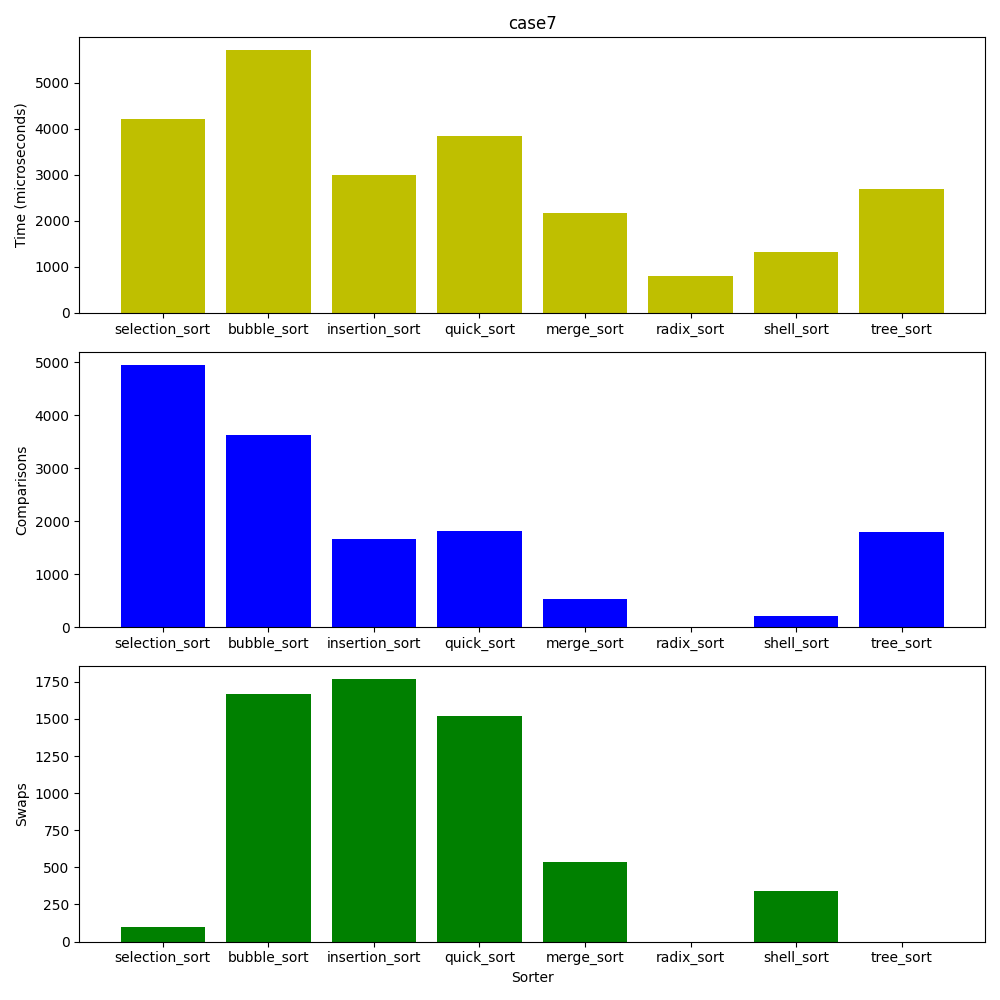 case7
Time (microseconds)
5000
4000
3000
2000
1000
0
selection_sort bubble_sort insertion_sort quick_sort merge_sort radix_sort shell_sort tree_sort
Comparisons
5000
4000
3000
2000
1000
0
selection_sort bubble_sort insertion_sort quick_sort merge_sort radix_sort shell_sort tree_sort
Swaps
1750
1500
1250
1000
750
500
250
0
selection_sort bubble_sort insertion_sort quick_sort merge_sort radix_sort shell_sort tree_sort
Sorter